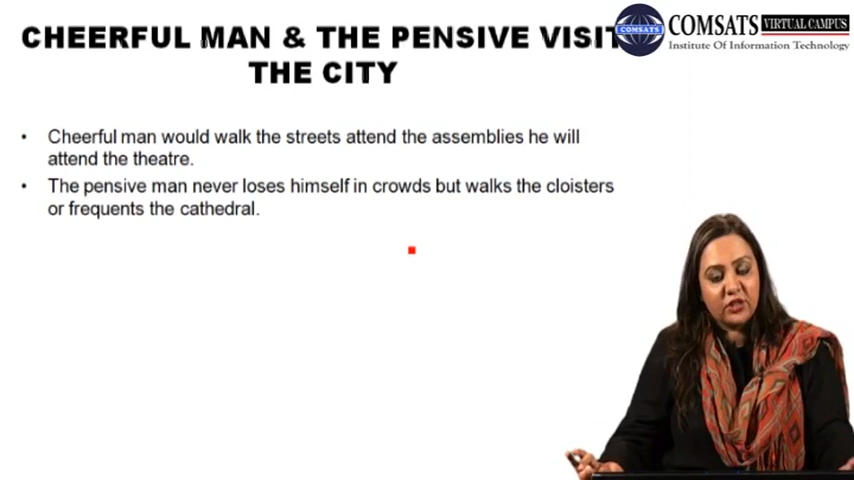 CHEERFUL MAN & THE PENSIVE VISIT
THE CITY
COMSATS
COMSATS VIRTUAL CAMPUS
Institute Of Information Technology
• Cheerful man would walk the streets attend the assemblies he will
attend the theatre.
• The pensive man never loses himself in crowds but walks the cloisters
or frequents the cathedral.